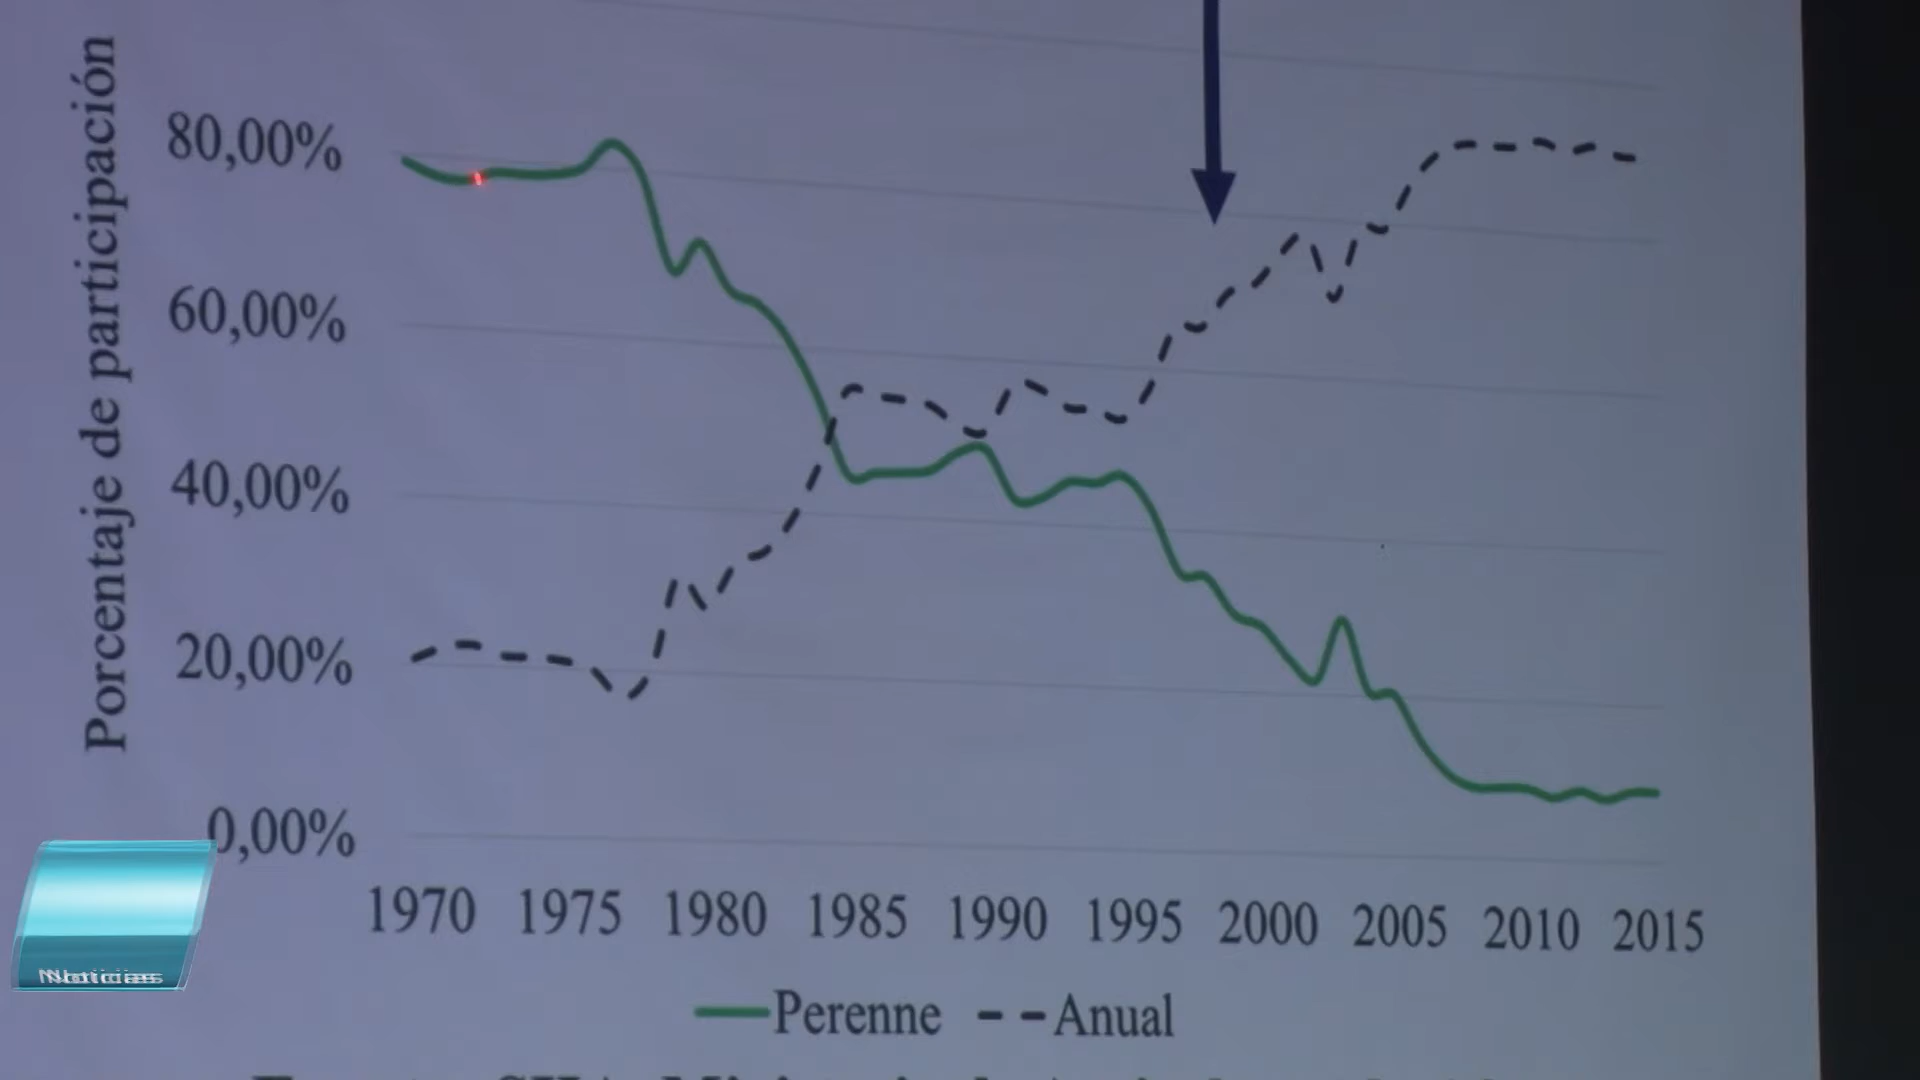 Porcentaje de participación
80,00%
60,00%
40,00%
20,00%
0,00%
1970 1975 1980 1985 1990 1995 2000 2005 2010 2015
Perenne Anual
Noticias